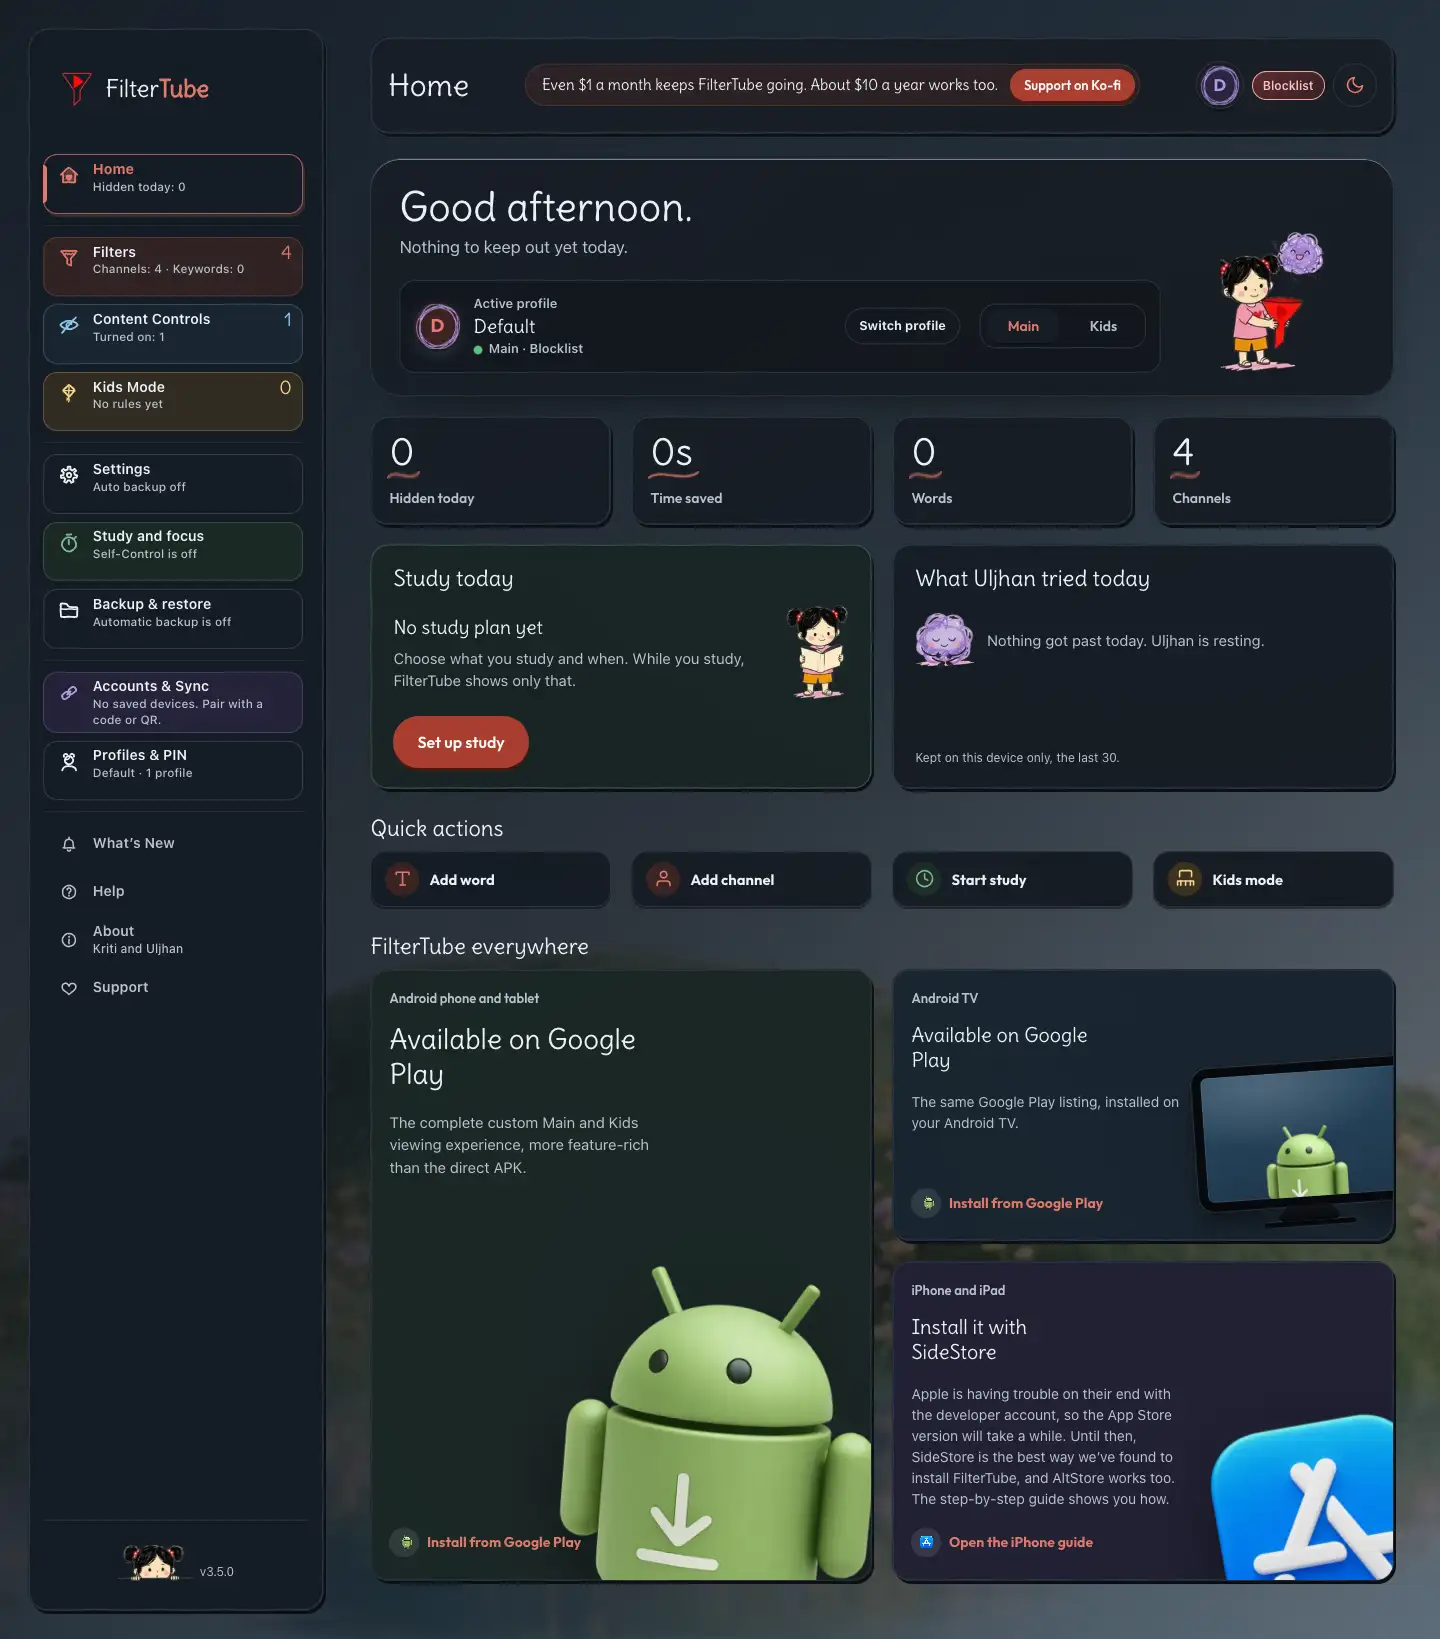 FilterTube
Home
Hidden today: 0
Filters
4
Channels: 4 · Keywords: 0
Content Controls
1
Turned on: 1
Kids Mode
0
No rules yet
Settings
Auto backup off
Study and focus
Self-Control is off
Backup & restore
Automatic backup is off
Accounts & Sync
No saved devices. Pair with a
code or QR.
Profiles & PIN
Default · 1 profile
What's New
Help
About
Kriti and Uljhan
Support
v3.5.0
Home
Even $1 a month keeps FilterTube going. About $10 a year works too.
Support on Ko-fi
D
Blocklist
Good afternoon.
Nothing to keep out yet today.
D
Active profile
Default
Main · Blocklist
Switch profile
Main
Kids
0
Hidden today
0s
Time saved
0
Words
4
Channels
Study today
No study plan yet
Choose what you study and when. While you study,
FilterTube shows only that.
Set up study
What Uljhan tried today
Nothing got past today. Uljhan is resting.
Kept on this device only, the last 30.
Quick actions
Add word
Add channel
Start study
Kids mode
FilterTube everywhere
Android phone and tablet
Available on Google
Play
The complete custom Main and Kids
viewing experience, more feature-rich
than the direct APK.
Install from Google Play
Android TV
Available on Google
Play
The same Google Play listing, installed on
your Android TV.
Install from Google Play
iPhone and iPad
Install it with
SideStore
Apple is having trouble on their end with
the developer account, so the App Store
version will take a while. Until then,
SideStore is the best way we've found to
install FilterTube, and AltStore works too.
The step-by-step guide shows you how.
Open the iPhone guide